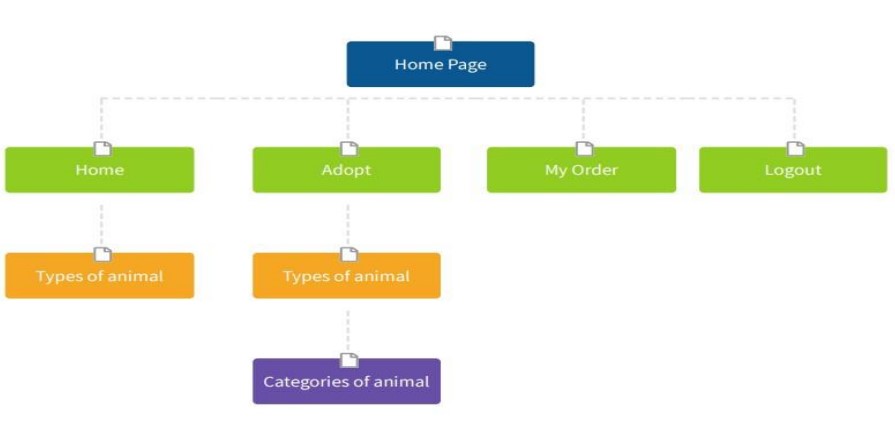 Home Page
Home
Adopt
My Order
Logout
Types of animal
Types of animal
Categories of animal